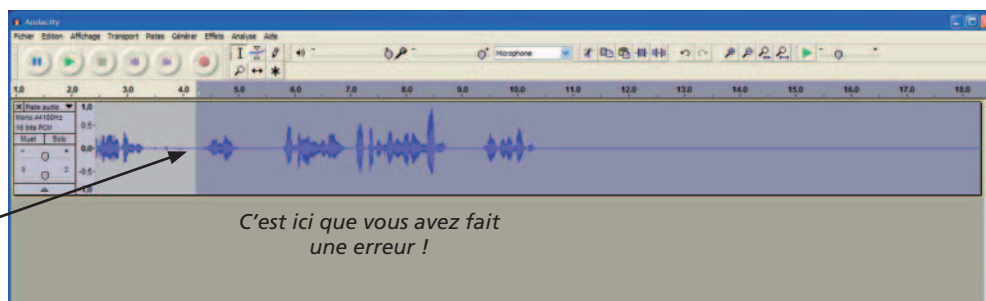 Audacity
Fichier Edition Affichage Transport Pistes Générer Effets Analyse Aide
Microphone
1,0 2,0 3,0 4,0 5,0 6,0 7,0 8,0 9,0 10,0 11,0 12,0 13,0 14,0 15,0 16,0 17,0 18,0
X Piste audio 1,0
Mono, 44100Hz
16 bits PCM 0,5-
Muet Solo
- + 0,0-
-0,5-
-1,0
C'est ici que vous avez fait
une erreur !